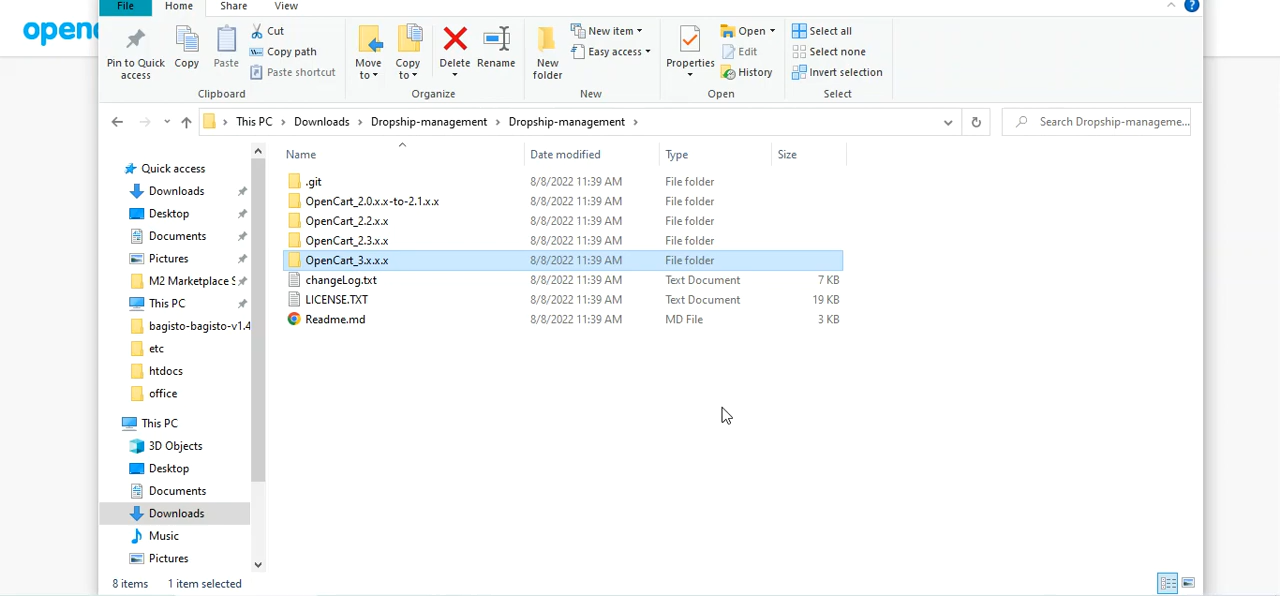 File Home Share View
openc
Pin to Quick access
Copy
Paste
Cut
Copy path
Paste shortcut
Clipboard
Move to
Copy to
Delete
Rename
Organize
New folder
New item
Easy access
New
Properties
Open
Edit
History
Open
Select all
Select none
Invert selection
Select
This PC > Downloads > Dropship-management > Dropship-management >
Search Dropship-manageme...
Quick access
Downloads
Desktop
Documents
Pictures
M2 Marketplace S
This PC
bagisto-bagisto-v1.4
etc
htdocs
office
This PC
3D Objects
Desktop
Documents
Downloads
Music
Pictures
Name Date modified Type Size
.git 8/8/2022 11:39 AM File folder
OpenCart_2.0.x.x-to-2.1.x.x 8/8/2022 11:39 AM File folder
OpenCart_2.2.x.x 8/8/2022 11:39 AM File folder
OpenCart_2.3.x.x 8/8/2022 11:39 AM File folder
OpenCart_3.x.x.x 8/8/2022 11:39 AM File folder
changeLog.txt 8/8/2022 11:39 AM Text Document 7 KB
LICENSE.TXT 8/8/2022 11:39 AM Text Document 19 KB
Readme.md 8/8/2022 11:39 AM MD File 3 KB
8 items 1 item selected